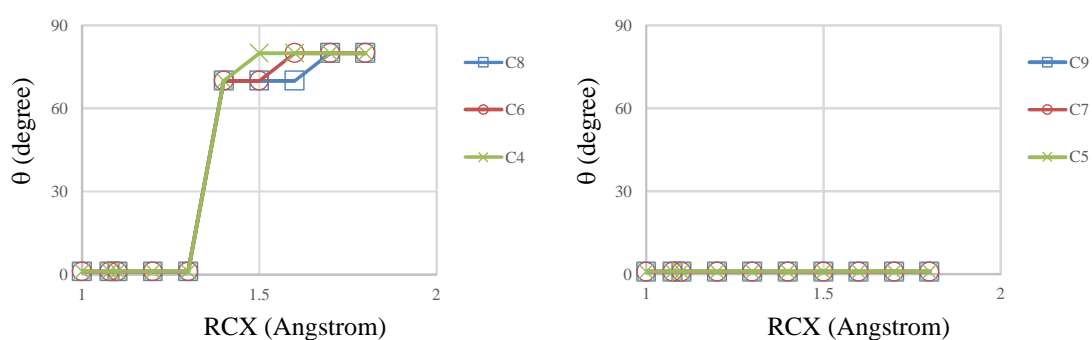 θ (degree)
90
60
30
0
1
1.5
2
RCX (Angstrom)
C8
C6
C4
θ (degree)
90
60
30
0
1
1.5
2
RCX (Angstrom)
C9
C7
C5